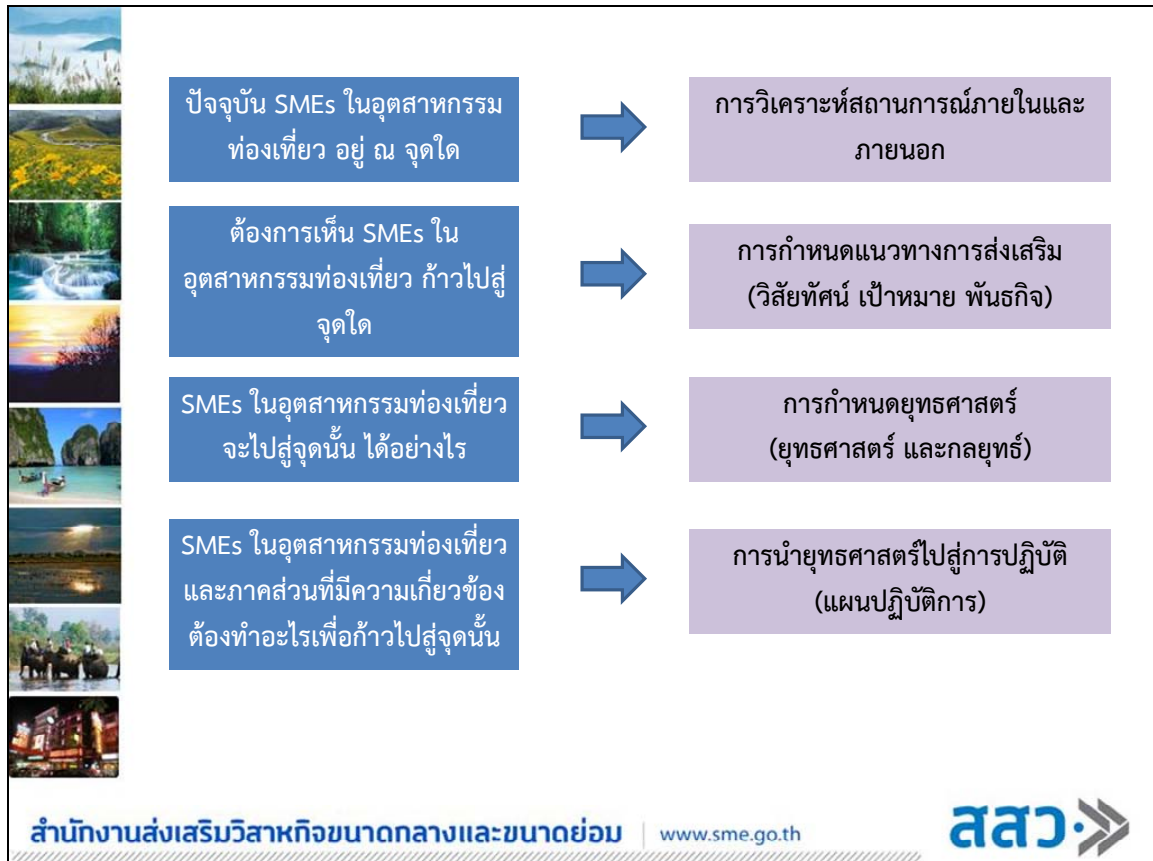 ปัจจุบัน SMEs ในอุตสาหกรรม
ท่องเที่ยว อยู่ ณ จุดใด
การวิเคราะห์สถานการณ์ภายในและ
ภายนอก
ต้องการเห็น SMEs ใน
อุตสาหกรรมท่องเที่ยว ก้าวไปสู่
จุดใด
การกำหนดแนวทางการส่งเสริม
(วิสัยทัศน์ เป้าหมาย พันธกิจ)
SMEs ในอุตสาหกรรมท่องเที่ยว
จะไปสู่จุดนั้น ได้อย่างไร
การกำหนดยุทธศาสตร์
(ยุทธศาสตร์ และกลยุทธ์)
SMEs ในอุตสาหกรรมท่องเที่ยว
และภาคส่วนที่มีความเกี่ยวข้อง
ต้องทำอะไรเพื่อก้าวไปสู่จุดนั้น
การนำยุทธศาสตร์ไปสู่การปฏิบัติ
(แผนปฏิบัติการ)
สำนักงานส่งเสริมวิสาหกิจขนาดกลางและขนาดย่อม
www.sme.go.th
สสว